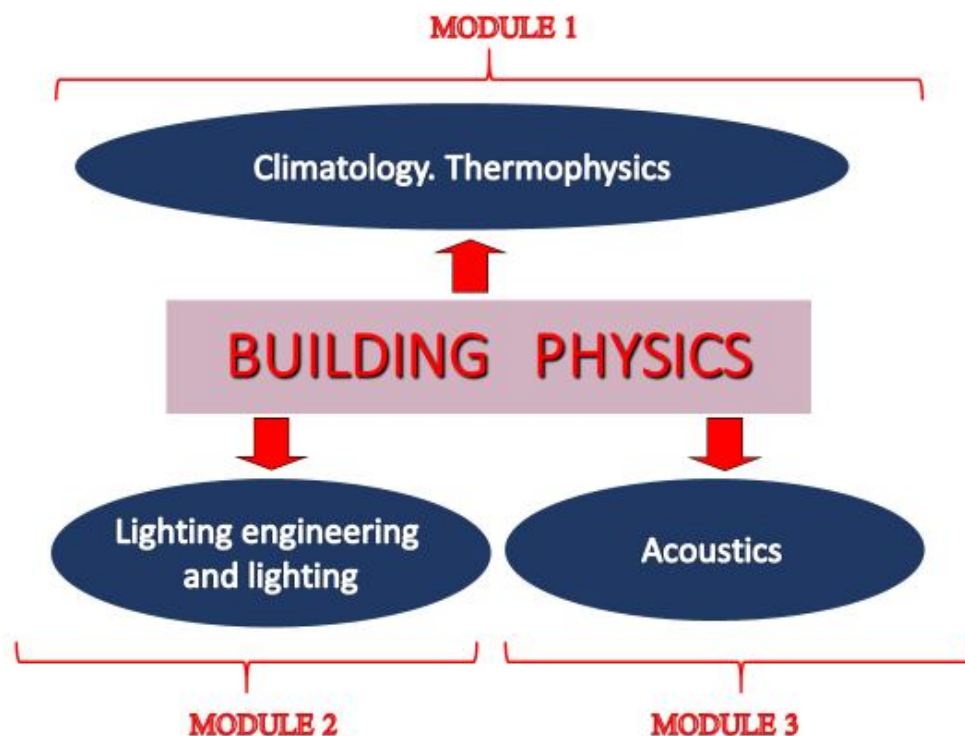 MODULE 1
Climatology. Thermophysics
BUILDING PHYSICS
Lighting engineering
and lighting
Acoustics
MODULE 2
MODULE 3